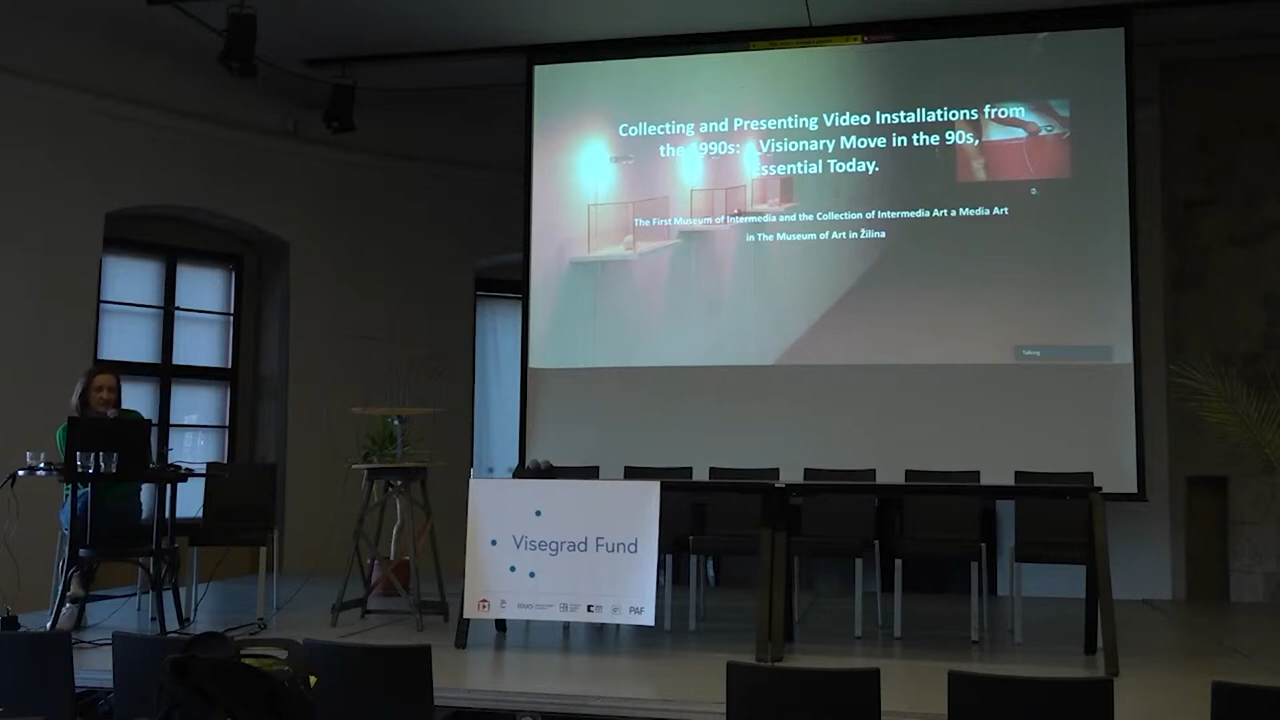 Collecting and Presenting Video Installations from
the 1990s: A Visionary Move in the 90s,
Essential Today.
The First Museum of Intermedia and the Collection of Intermedia Art a Media Art
in The Museum of Art in Žilina
Talking
Visegrad Fund
PAF